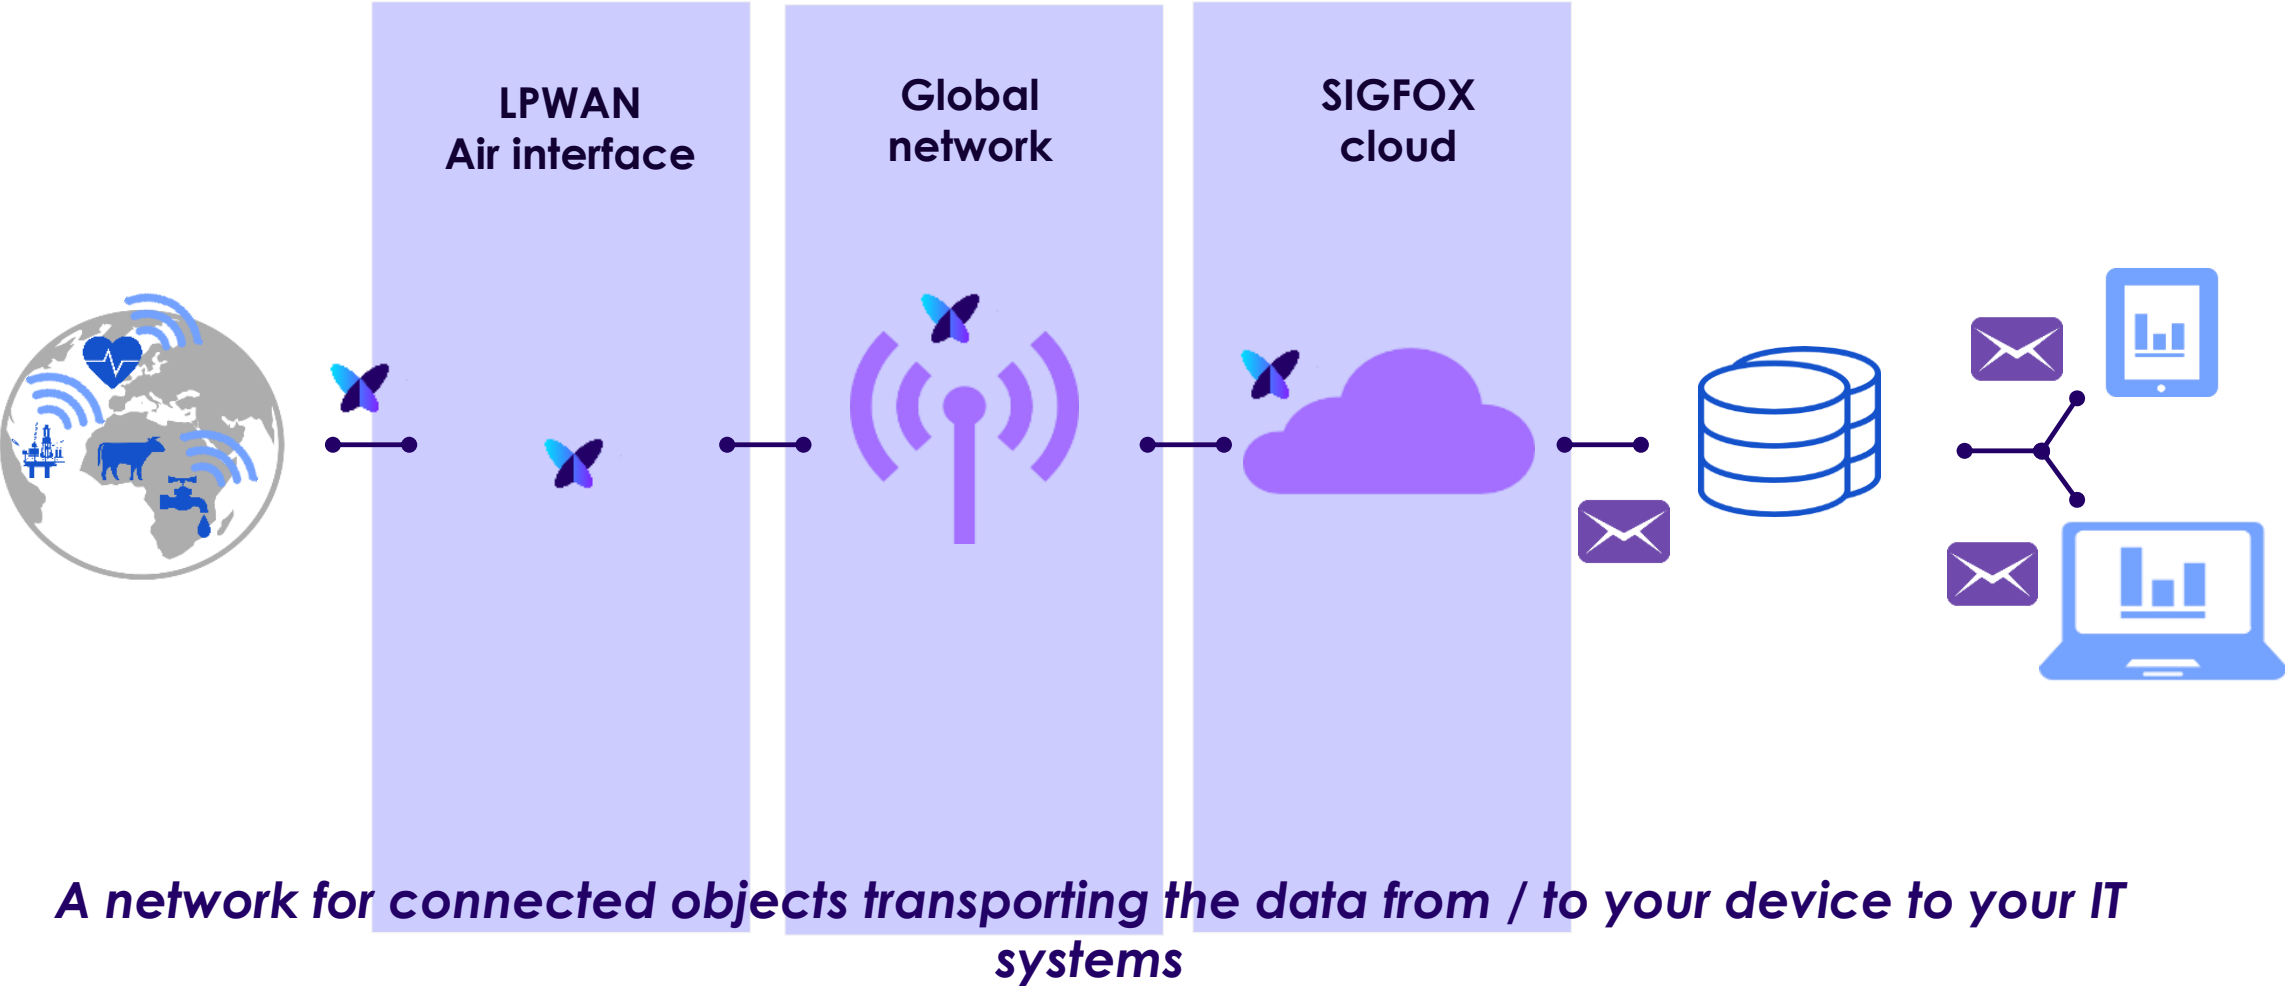 LPWAN
Air interface
Global
network
SIGFOX
cloud
A network for connected objects transporting the data from / to your device to your IT
systems